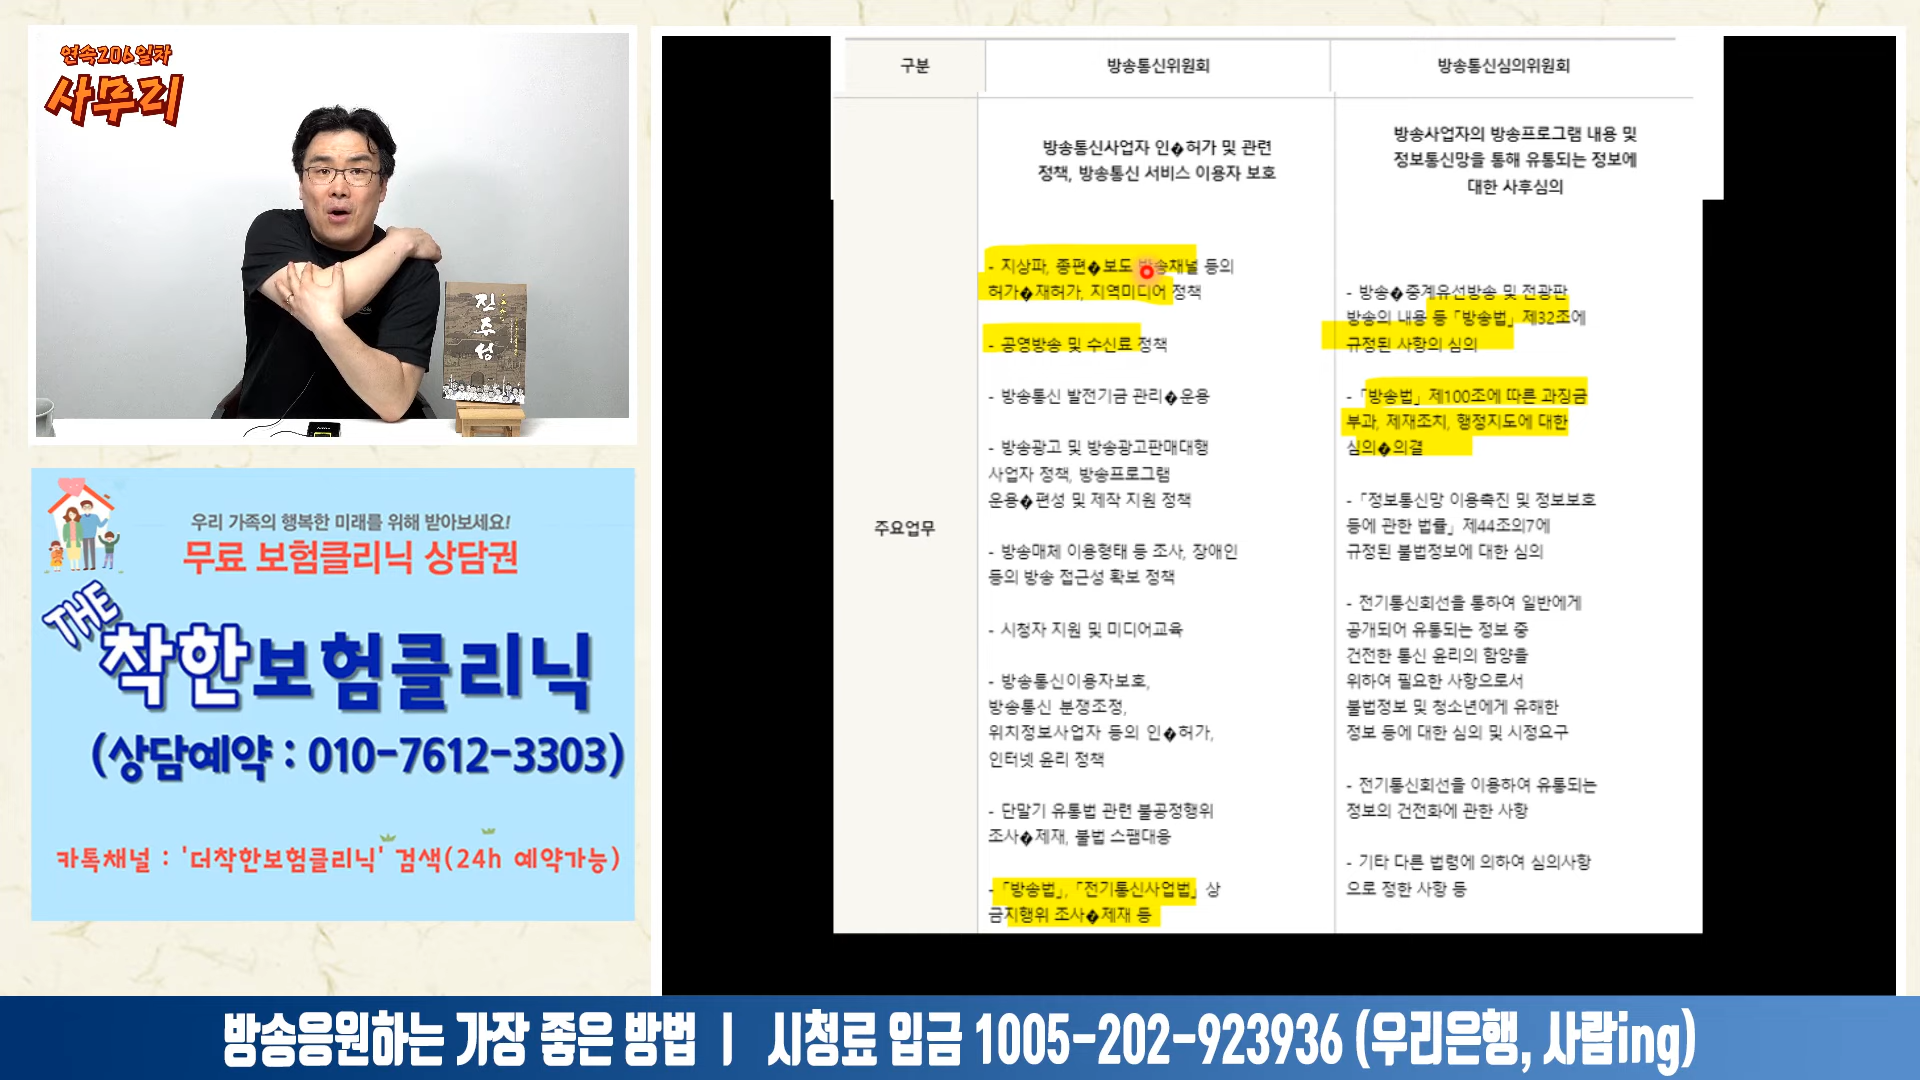 연속206일차
사무리
진주성
우리 가족의 행복한 미래를 위해 받아보세요!
무료 보험클리닉 상담권
THE
착한보험클리닉
(상담예약 : 010-7612-3303)
카톡채널 : '더착한보험클리닉' 검색(24h 예약가능)
구분
방송통신위원회
방송통신심의위원회
주요업무
방송통신사업자 인�허가 및 관련
정책, 방송통신 서비스 이용자 보호
- 지상파, 종편�보도 방송채널 등의
허가�재허가, 지역미디어 정책
- 공영방송 및 수신료 정책
- 방송통신 발전기금 관리�운용
- 방송광고 및 방송광고판매대행
사업자 정책, 방송프로그램
운용�편성 및 제작 지원 정책
- 방송매체 이용형태 등 조사, 장애인
등의 방송 접근성 확보 정책
- 시청자 지원 및 미디어교육
- 방송통신이용자보호,
방송통신 분쟁조정,
위치정보사업자 등의 인�허가,
인터넷 윤리 정책
- 단말기 유통법 관련 불공정행위
조사�제재, 불법 스팸대응
-「방송법」,「전기통신사업법」상
금지행위 조사�제재 등
방송사업자의 방송프로그램 내용 및
정보통신망을 통해 유통되는 정보에
대한 사후심의
- 방송�중계유선방송 및 전광판
방송의 내용 등「방송법」제32조에
규정된 사항의 심의
-「방송법」제100조에 따른 과징금
부과, 제재조치, 행정지도에 대한
심의�의결
-「정보통신망 이용촉진 및 정보보호
등에 관한 법률」제44조의7에
규정된 불법정보에 대한 심의
- 전기통신회선을 통하여 일반에게
공개되어 유통되는 정보 중
건전한 통신 윤리의 함양을
위하여 필요한 사항으로서
불법정보 및 청소년에게 유해한
정보 등에 대한 심의 및 시정요구
- 전기통신회선을 이용하여 유통되는
정보의 건전화에 관한 사항
- 기타 다른 법령에 의하여 심의사항
으로 정한 사항 등
방송응원하는 가장 좋은 방법 ㅣ 시청료 입금 1005-202-923936 (우리은행, 사람ing)